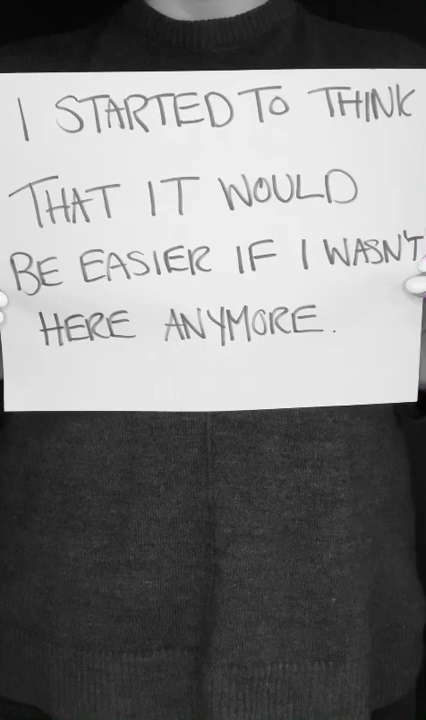 I STARTED TO THINK
THAT IT WOULD
BE EASIER IF I WASN'T
HERE ANYMORE.